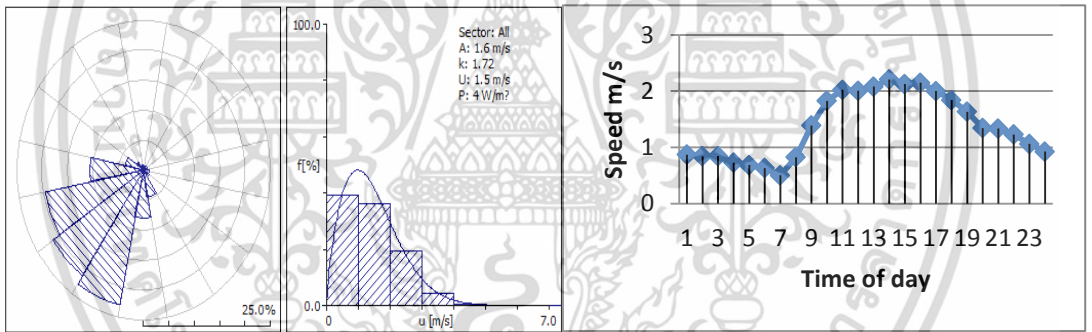 25.0%
100.0
Sector: All
A: 1.6 m/s
k: 1.72
U: 1.5 m/s
P: 4 W/m?
f[%]
0.0
0
u [m/s]
7.0
Speed m/s
3
2
1
0
1 3 5 7 9 11 13 15 17 19 21 23
Time of day